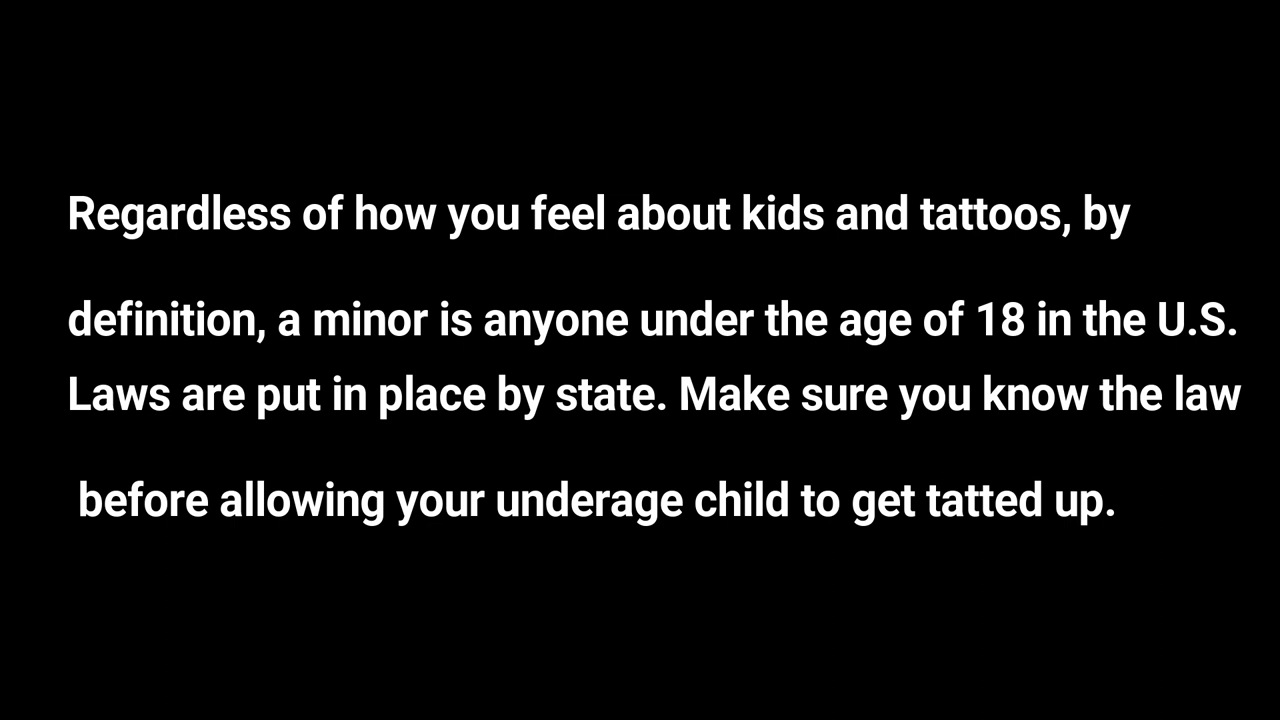 Regardless of how you feel about kids and tattoos, by
definition, a minor is anyone under the age of 18 in the U.S.
Laws are put in place by state. Make sure you know the law
before allowing your underage child to get tatted up.